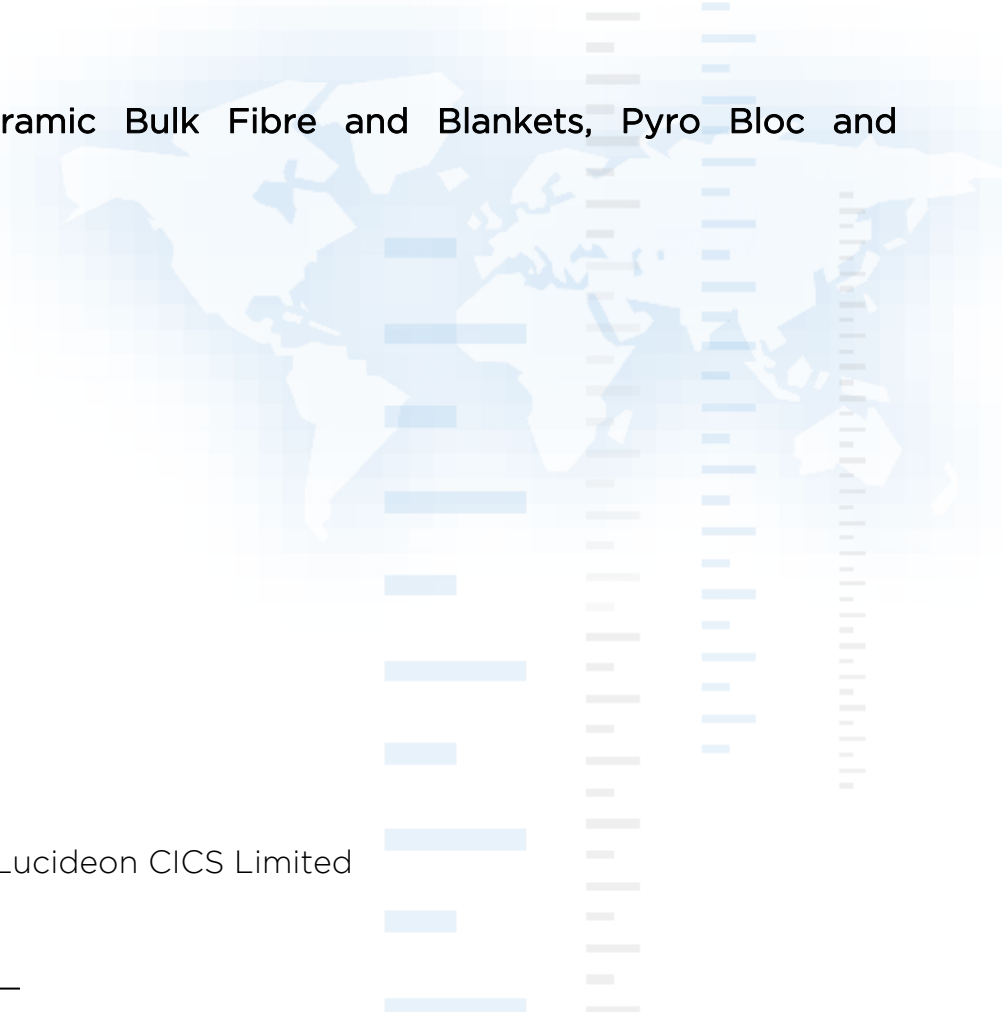 ramic Bulk Fibre and Blankets, Pyro Bloc and
Lucideon CICS Limited